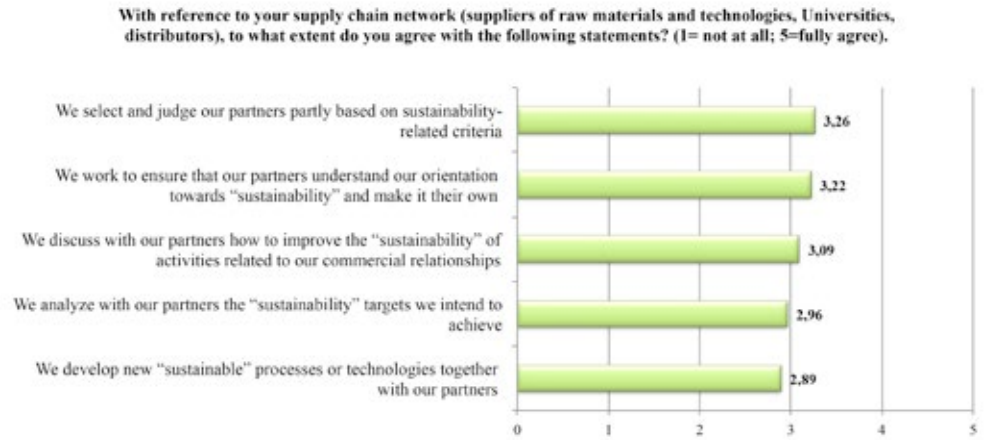 With reference to your supply chain network (suppliers of raw materials and technologies, Universities,
distributors), to what extent do you agree with the following statements? (1= not at all; 5=fully agree).
We select and judge our partners partly based on sustainability-
related criteria
3,26
We work to ensure that our partners understand our orientation
towards “sustainability” and make it their own
3,22
We discuss with our partners how to improve the “sustainability” of
activities related to our commercial relationships
3,09
We analyze with our partners the “sustainability” targets we intend to
achieve
2,96
We develop new “sustainable” processes or technologies together
with our partners
2,89
0 1 2 3 4 5